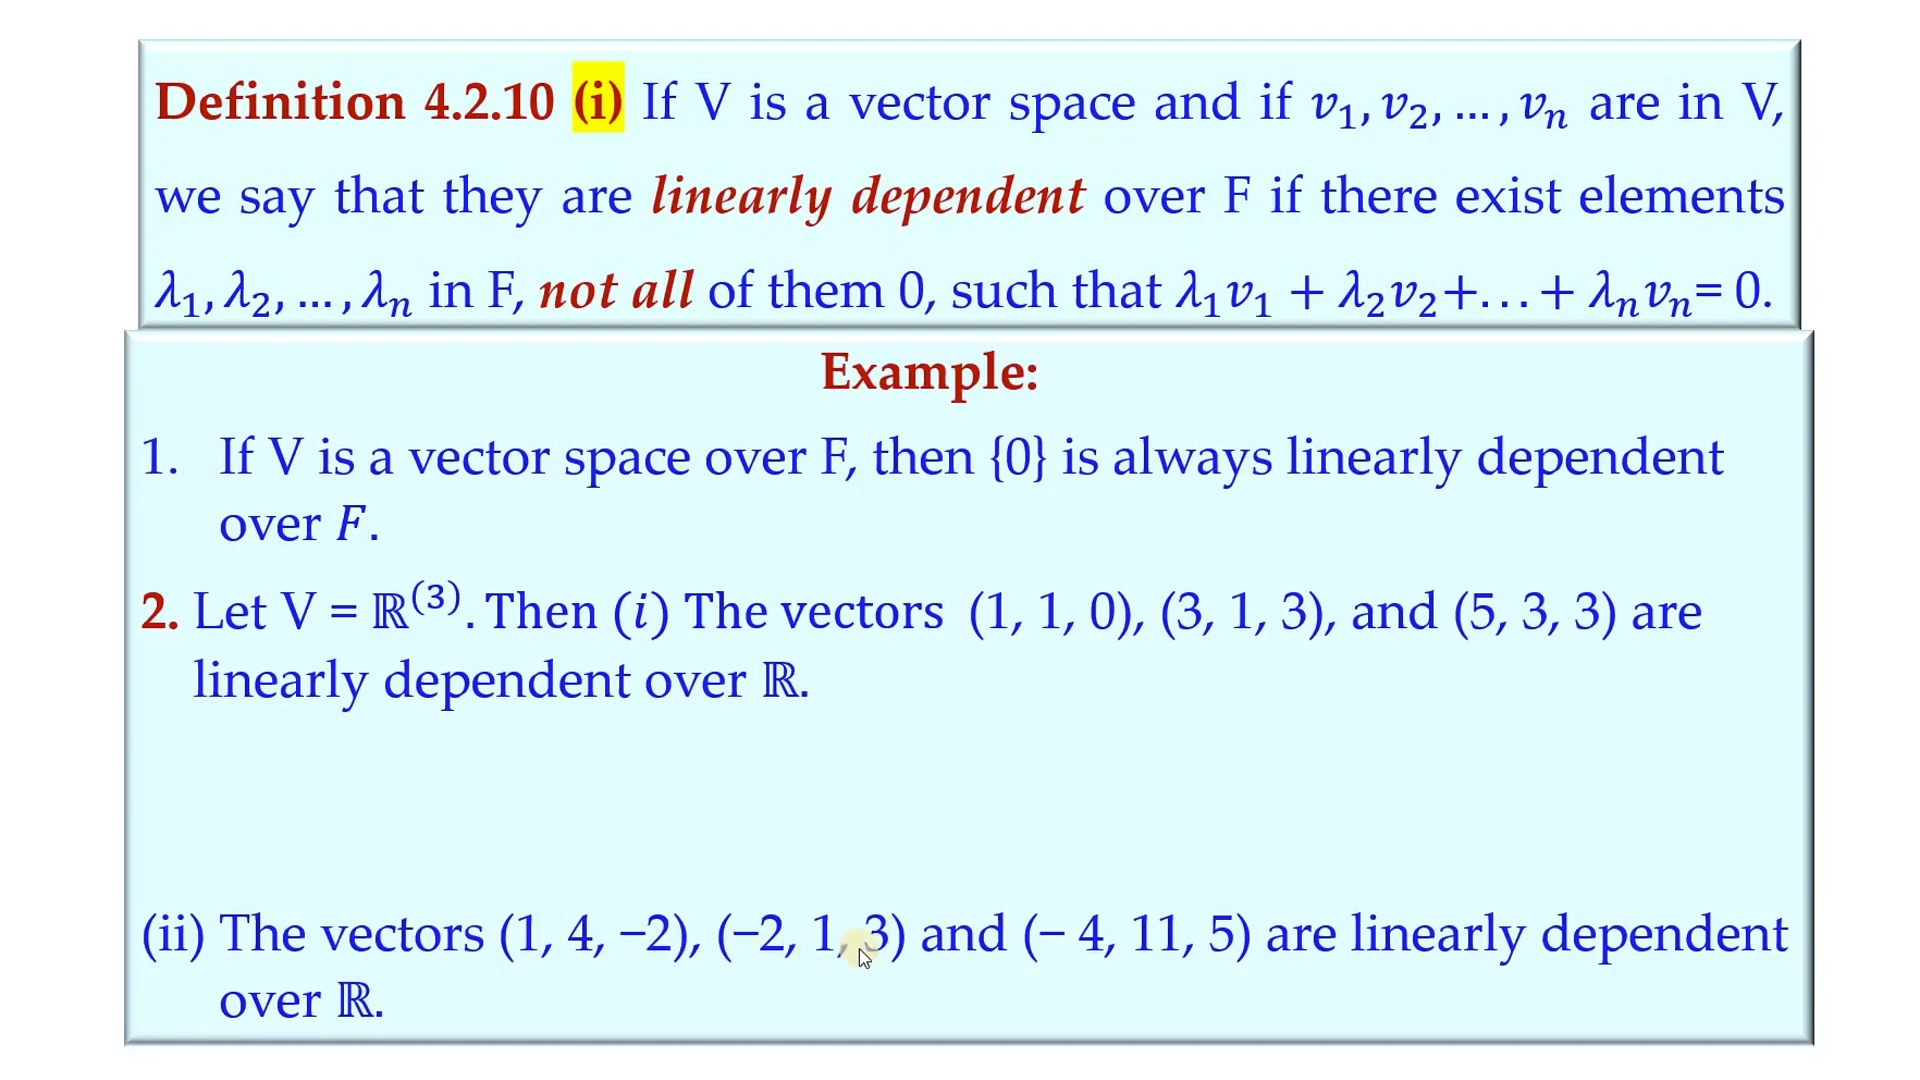 Definition 4.2.10 (i) If V is a vector space and if 𝑣₁, 𝑣₂, … , 𝑣ₙ are in V,
we say that they are linearly dependent over F if there exist elements
𝜆₁, 𝜆₂, … , 𝜆ₙ in F, not all of them 0, such that 𝜆₁𝑣₁ + 𝜆₂𝑣₂+. . . + 𝜆ₙ𝑣ₙ= 0.
Example:
1. If V is a vector space over F, then {0} is always linearly dependent
over 𝐹.
2. Let V = ℝ⁽³⁾. Then (𝑖) The vectors (1, 1, 0), (3, 1, 3), and (5, 3, 3) are
linearly dependent over ℝ.
(ii) The vectors (1, 4, −2), (−2, 1, 3) and (− 4, 11, 5) are linearly dependent
over ℝ.